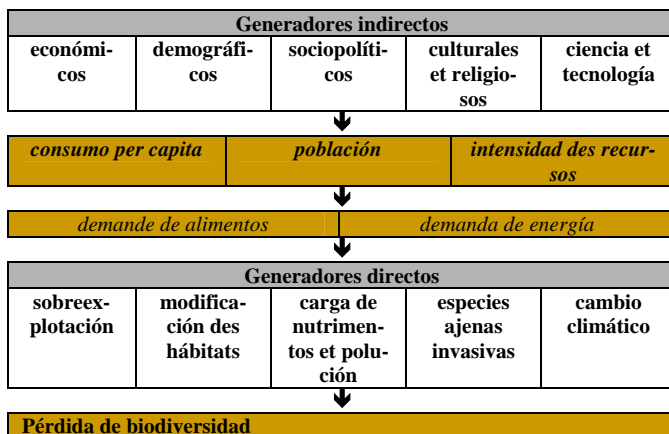 Generadores indirectos
económi-
cos
demográfi-
cos
sociopolíti-
cos
culturales
et religio-
sos
ciencia et
tecnología
consumo per capita
población
intensidad des recur-
sos
demande de alimentos
demanda de energía
Generadores directos
sobreex-
plotación
modifica-
ción des
hábitats
carga de
nutrimen-
tos et polu-
ción
especies
ajenas
invasivas
cambio
climático
Pérdida de biodiversidad